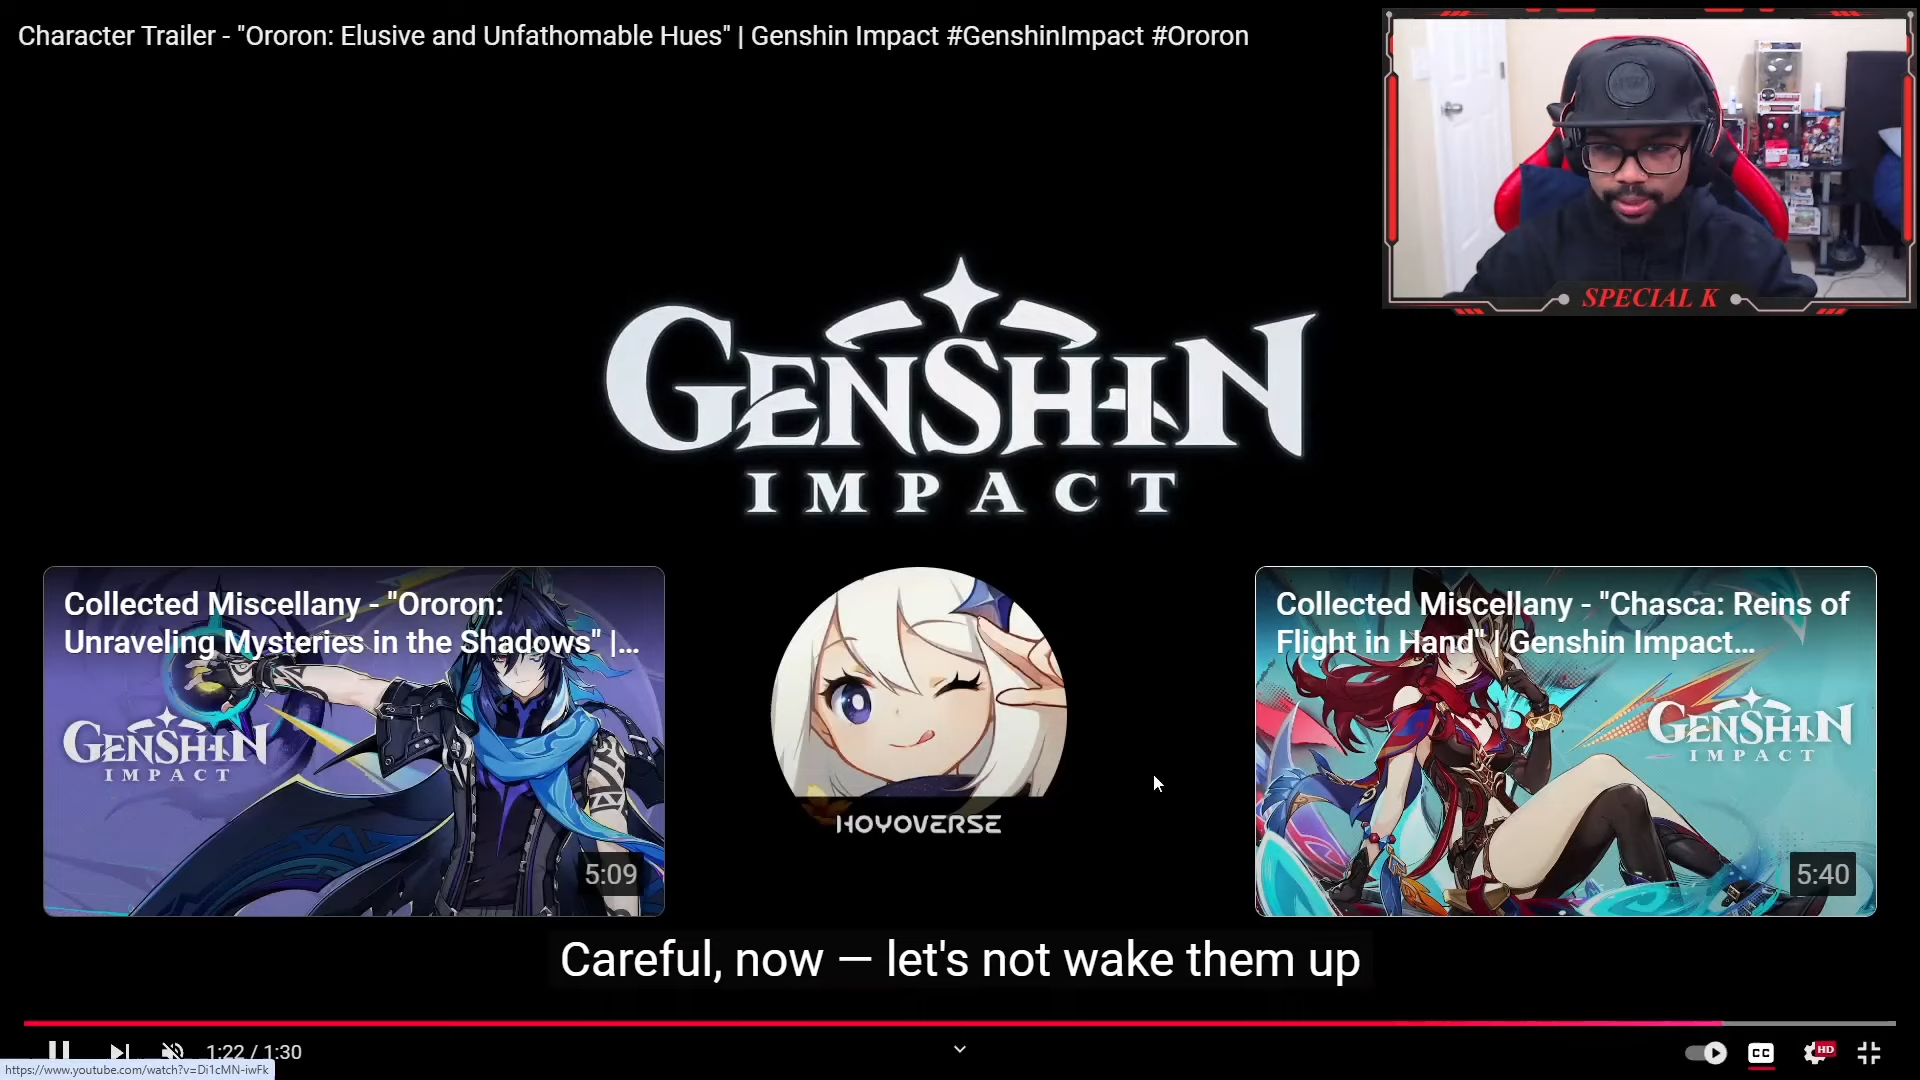 Character Trailer - "Ororon: Elusive and Unfathomable Hues" | Genshin Impact #GenshinImpact #Ororon
SPECIAL K
GENSHIN
IMPACT
Collected Miscellany - "Ororon:
Unraveling Mysteries in the Shadows" |...
GENSHIN
IMPACT
5:09
HOYOVERSE
Collected Miscellany - "Chasca: Reins of
Flight in Hand" | Genshin Impact...
GENSHIN
IMPACT
5:40
Careful, now — let's not wake them up
1:22 / 1:30
CC
HD
https://www.youtube.com/watch?v=Di1cMN-iwFk